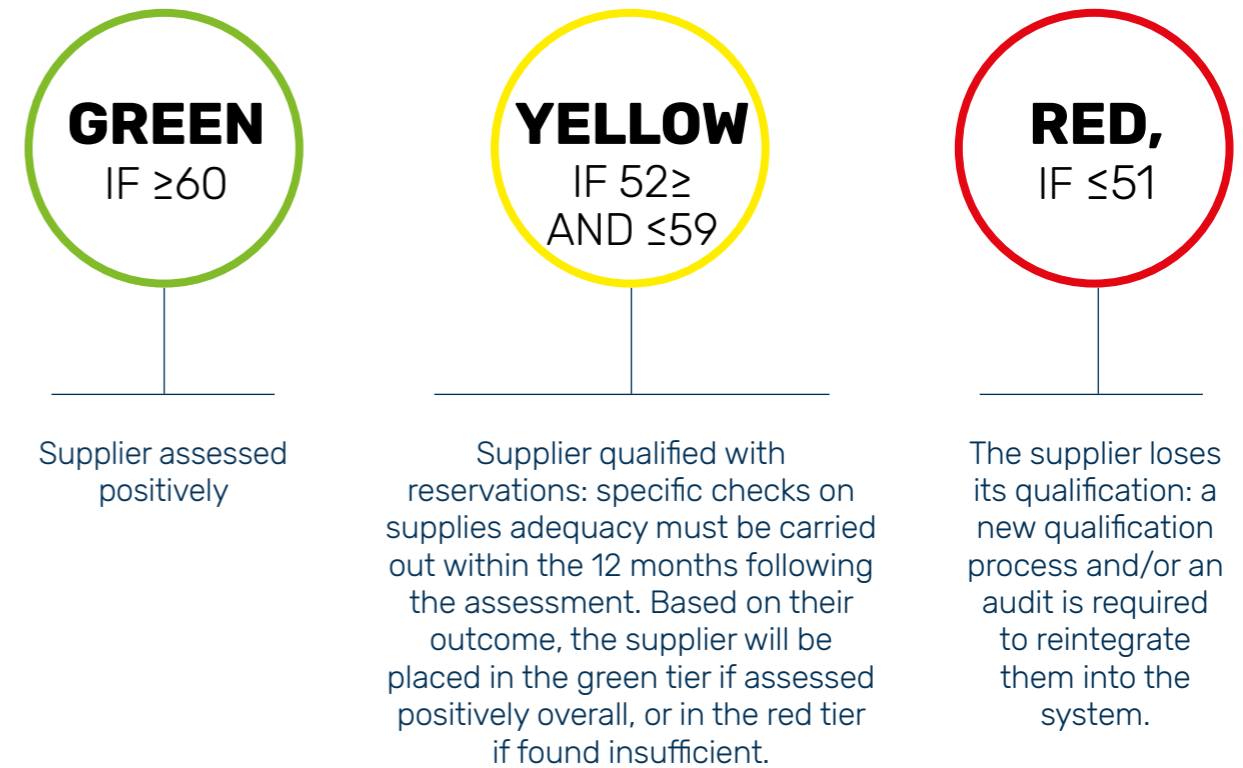 GREEN
IF ≥60
Supplier assessed
positively
YELLOW
IF 52≥
AND ≤59
Supplier qualified with
reservations: specific checks on
supplies adequacy must be carried
out within the 12 months following
the assessment. Based on their
outcome, the supplier will be
placed in the green tier if assessed
positively overall, or in the red tier
if found insufficient.
RED,
IF ≤51
The supplier loses
its qualification: a
new qualification
process and/or an
audit is required
to reintegrate
them into the
system.